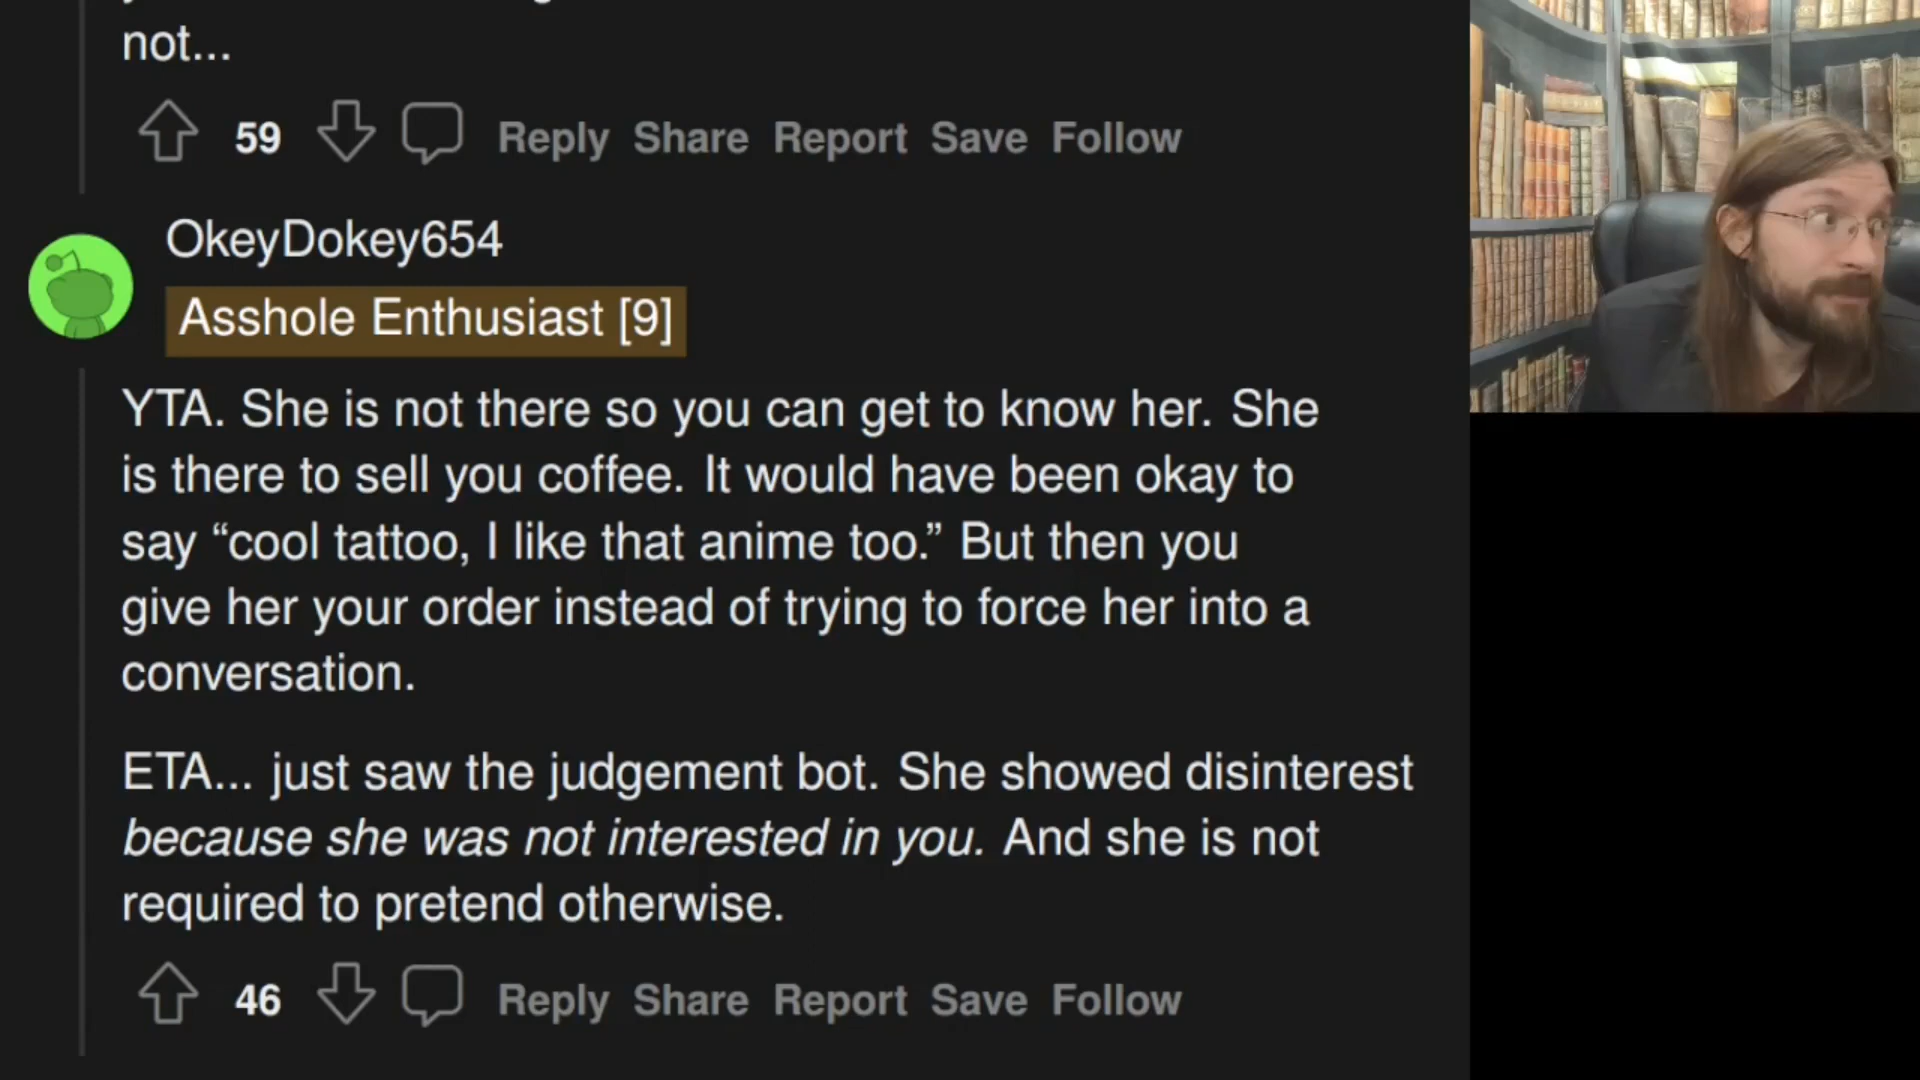 not...
59 Reply Share Report Save Follow
OkeyDokey654
Asshole Enthusiast [9]
YTA. She is not there so you can get to know her. She
is there to sell you coffee. It would have been okay to
say “cool tattoo, I like that anime too.” But then you
give her your order instead of trying to force her into a
conversation.
ETA... just saw the judgement bot. She showed disinterest
because she was not interested in you. And she is not
required to pretend otherwise.
46 Reply Share Report Save Follow